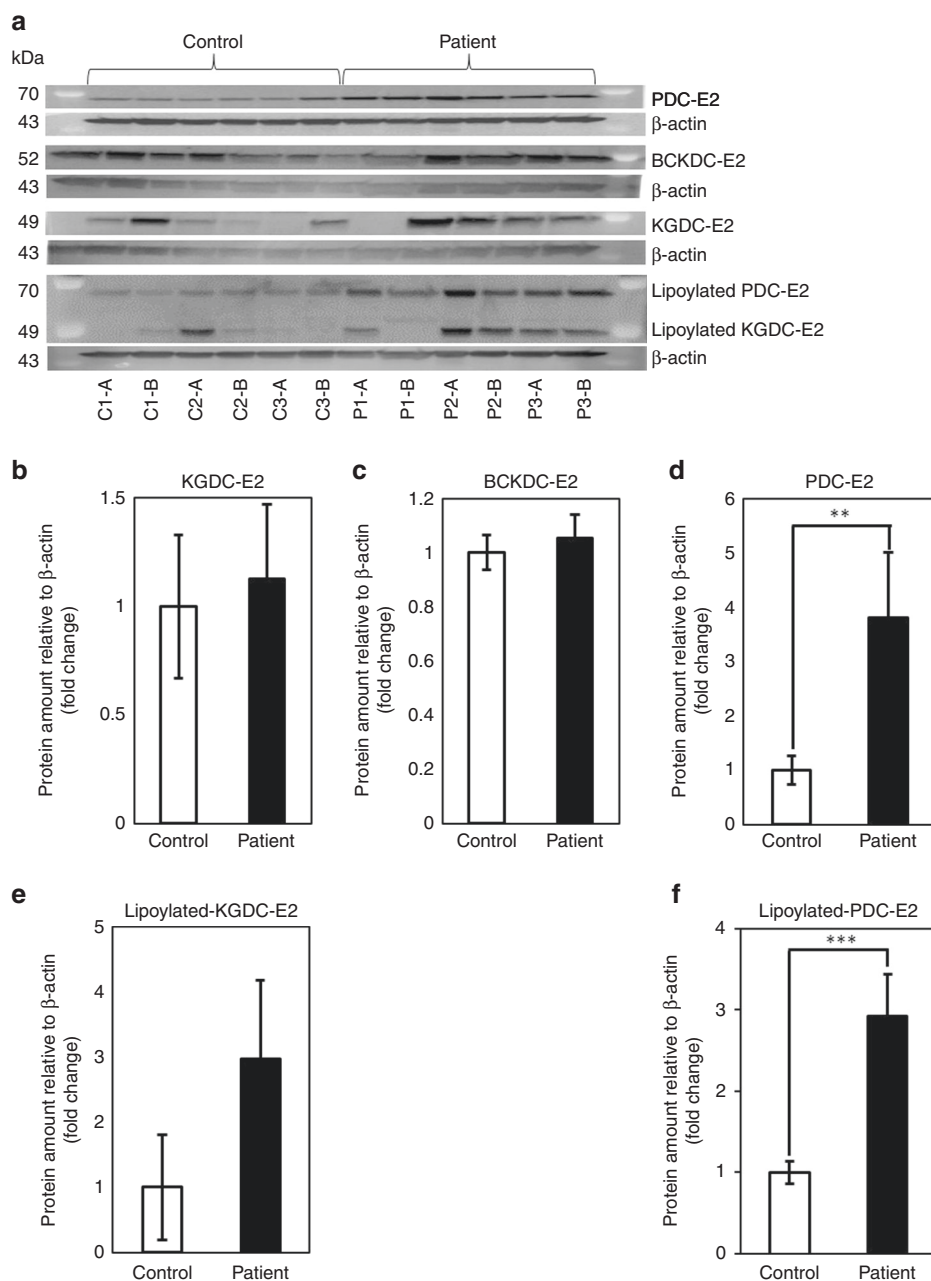 a
Control Patient
kDa
70 PDC-E2
43 β-actin
52 BCKDC-E2
43 β-actin
49 KGDC-E2
43 β-actin
70 Lipoylated PDC-E2
49 Lipoylated KGDC-E2
43 β-actin
C1-A C1-B C2-A C2-B C3-A C3-B P1-A P1-B P2-A P2-B P3-A P3-B
b
KGDC-E2
Protein amount relative to β-actin
(fold change)
1.5
1
0.5
0
Control Patient
c
BCKDC-E2
Protein amount relative to β-actin
(fold change)
1.2
1
0.8
0.6
0.4
0.2
0
Control Patient
d
PDC-E2
Protein amount relative to β-actin
(fold change)
6
5
4
3
2
1
0
**
Control Patient
e
Lipoylated-KGDC-E2
Protein amount relative to β-actin
(fold change)
5
4
3
2
1
0
Control Patient
f
Lipoylated-PDC-E2
Protein amount relative to β-actin
(fold change)
4
3
2
1
0
***
Control Patient